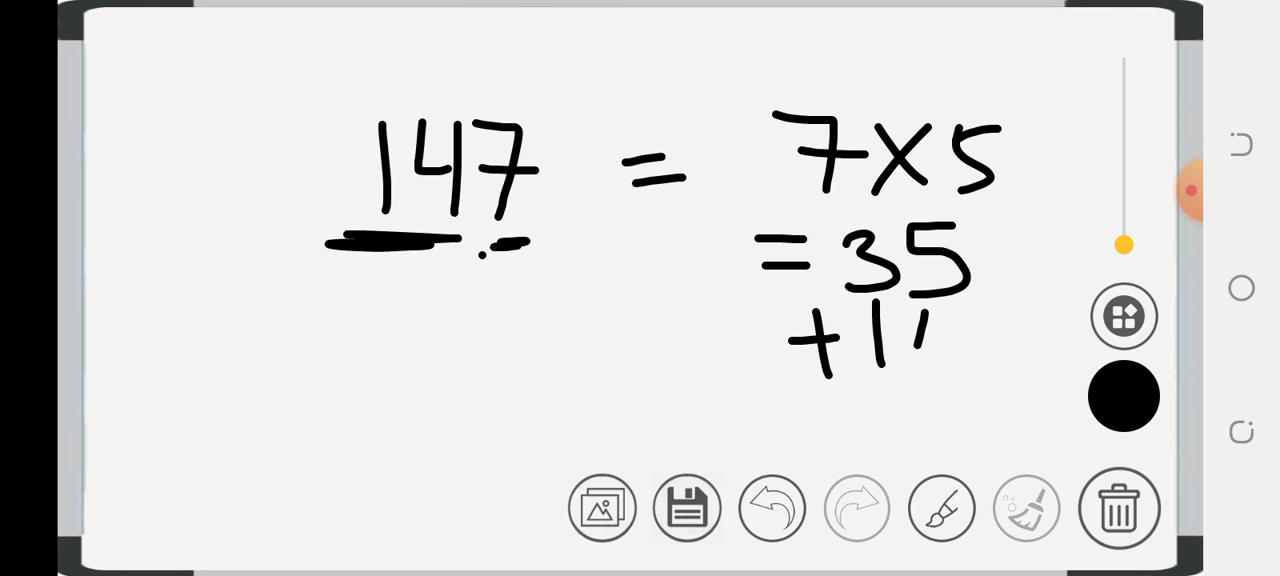 147 = 7X5
= 35
+ 1